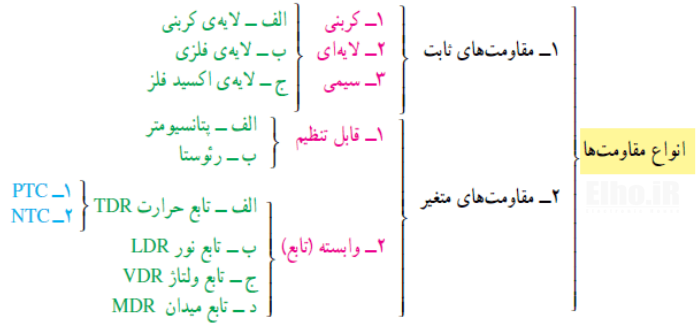 انواع مقاومت‌ها
۱ــ مقاومت‌های ثابت
۱ــ کربنی
۲ــ لایه‌ای
۳ــ سیمی
الف ــ لایه‌ی کربنی
ب ــ لایه‌ی فلزی
ج ــ لایه‌ی اکسید فلز
۲ــ مقاومت‌های متغیر
۱ــ قابل تنظیم
الف ــ پتانسیومتر
ب ــ رئوستا
۲ــ وابسته (تابع)
الف ــ تابع حرارت TDR
۱ــ PTC
۲ــ NTC
ب ــ تابع نور LDR
ج ــ تابع ولتاژ VDR
د ــ تابع میدان MDR
Elho.iR